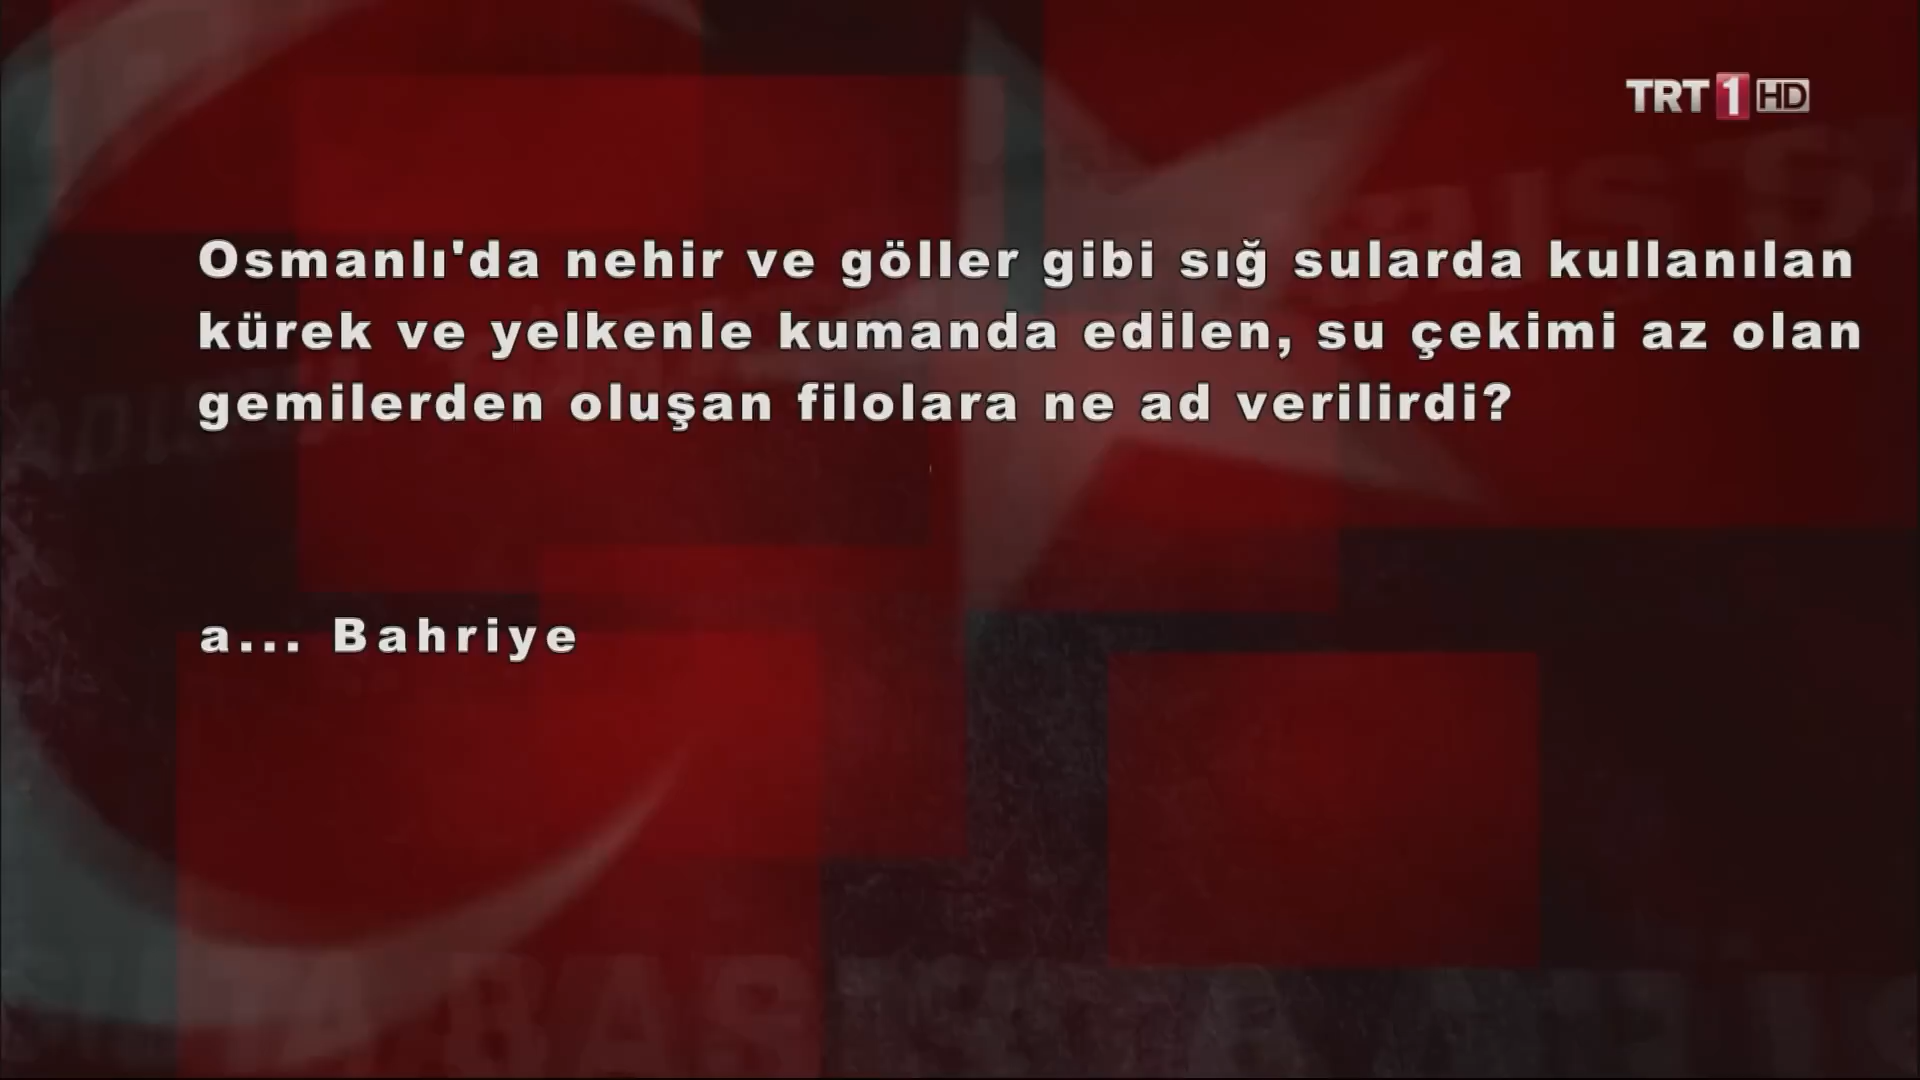 TRT 1 HD
Osmanlı'da nehir ve göller gibi sığ sularda kullanılan
kürek ve yelkenle kumanda edilen, su çekimi az olan
gemilerden oluşan filolara ne ad verilirdi?
a... Bahriye